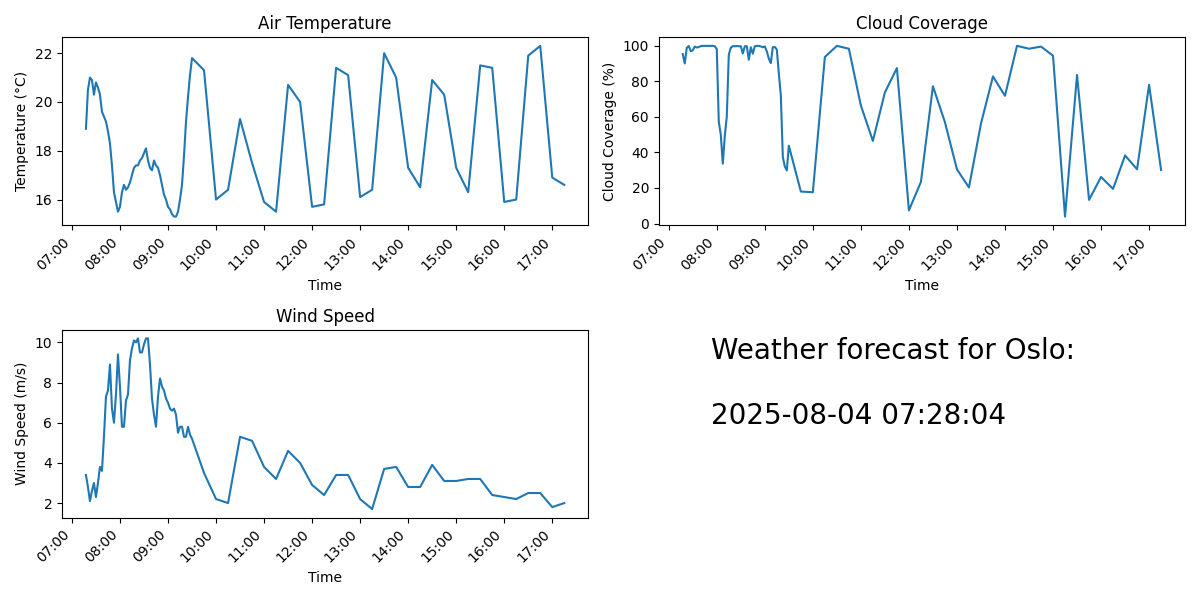 Air Temperature
Temperature (°C)
22
20
18
16
07:00 08:00 09:00 10:00 11:00 12:00 13:00 14:00 15:00 16:00 17:00
Time
Cloud Coverage
Cloud Coverage (%)
100
80
60
40
20
0
07:00 08:00 09:00 10:00 11:00 12:00 13:00 14:00 15:00 16:00 17:00
Time
Wind Speed
Wind Speed (m/s)
10
8
6
4
2
07:00 08:00 09:00 10:00 11:00 12:00 13:00 14:00 15:00 16:00 17:00
Time
Weather forecast for Oslo:
2025-08-04 07:28:04